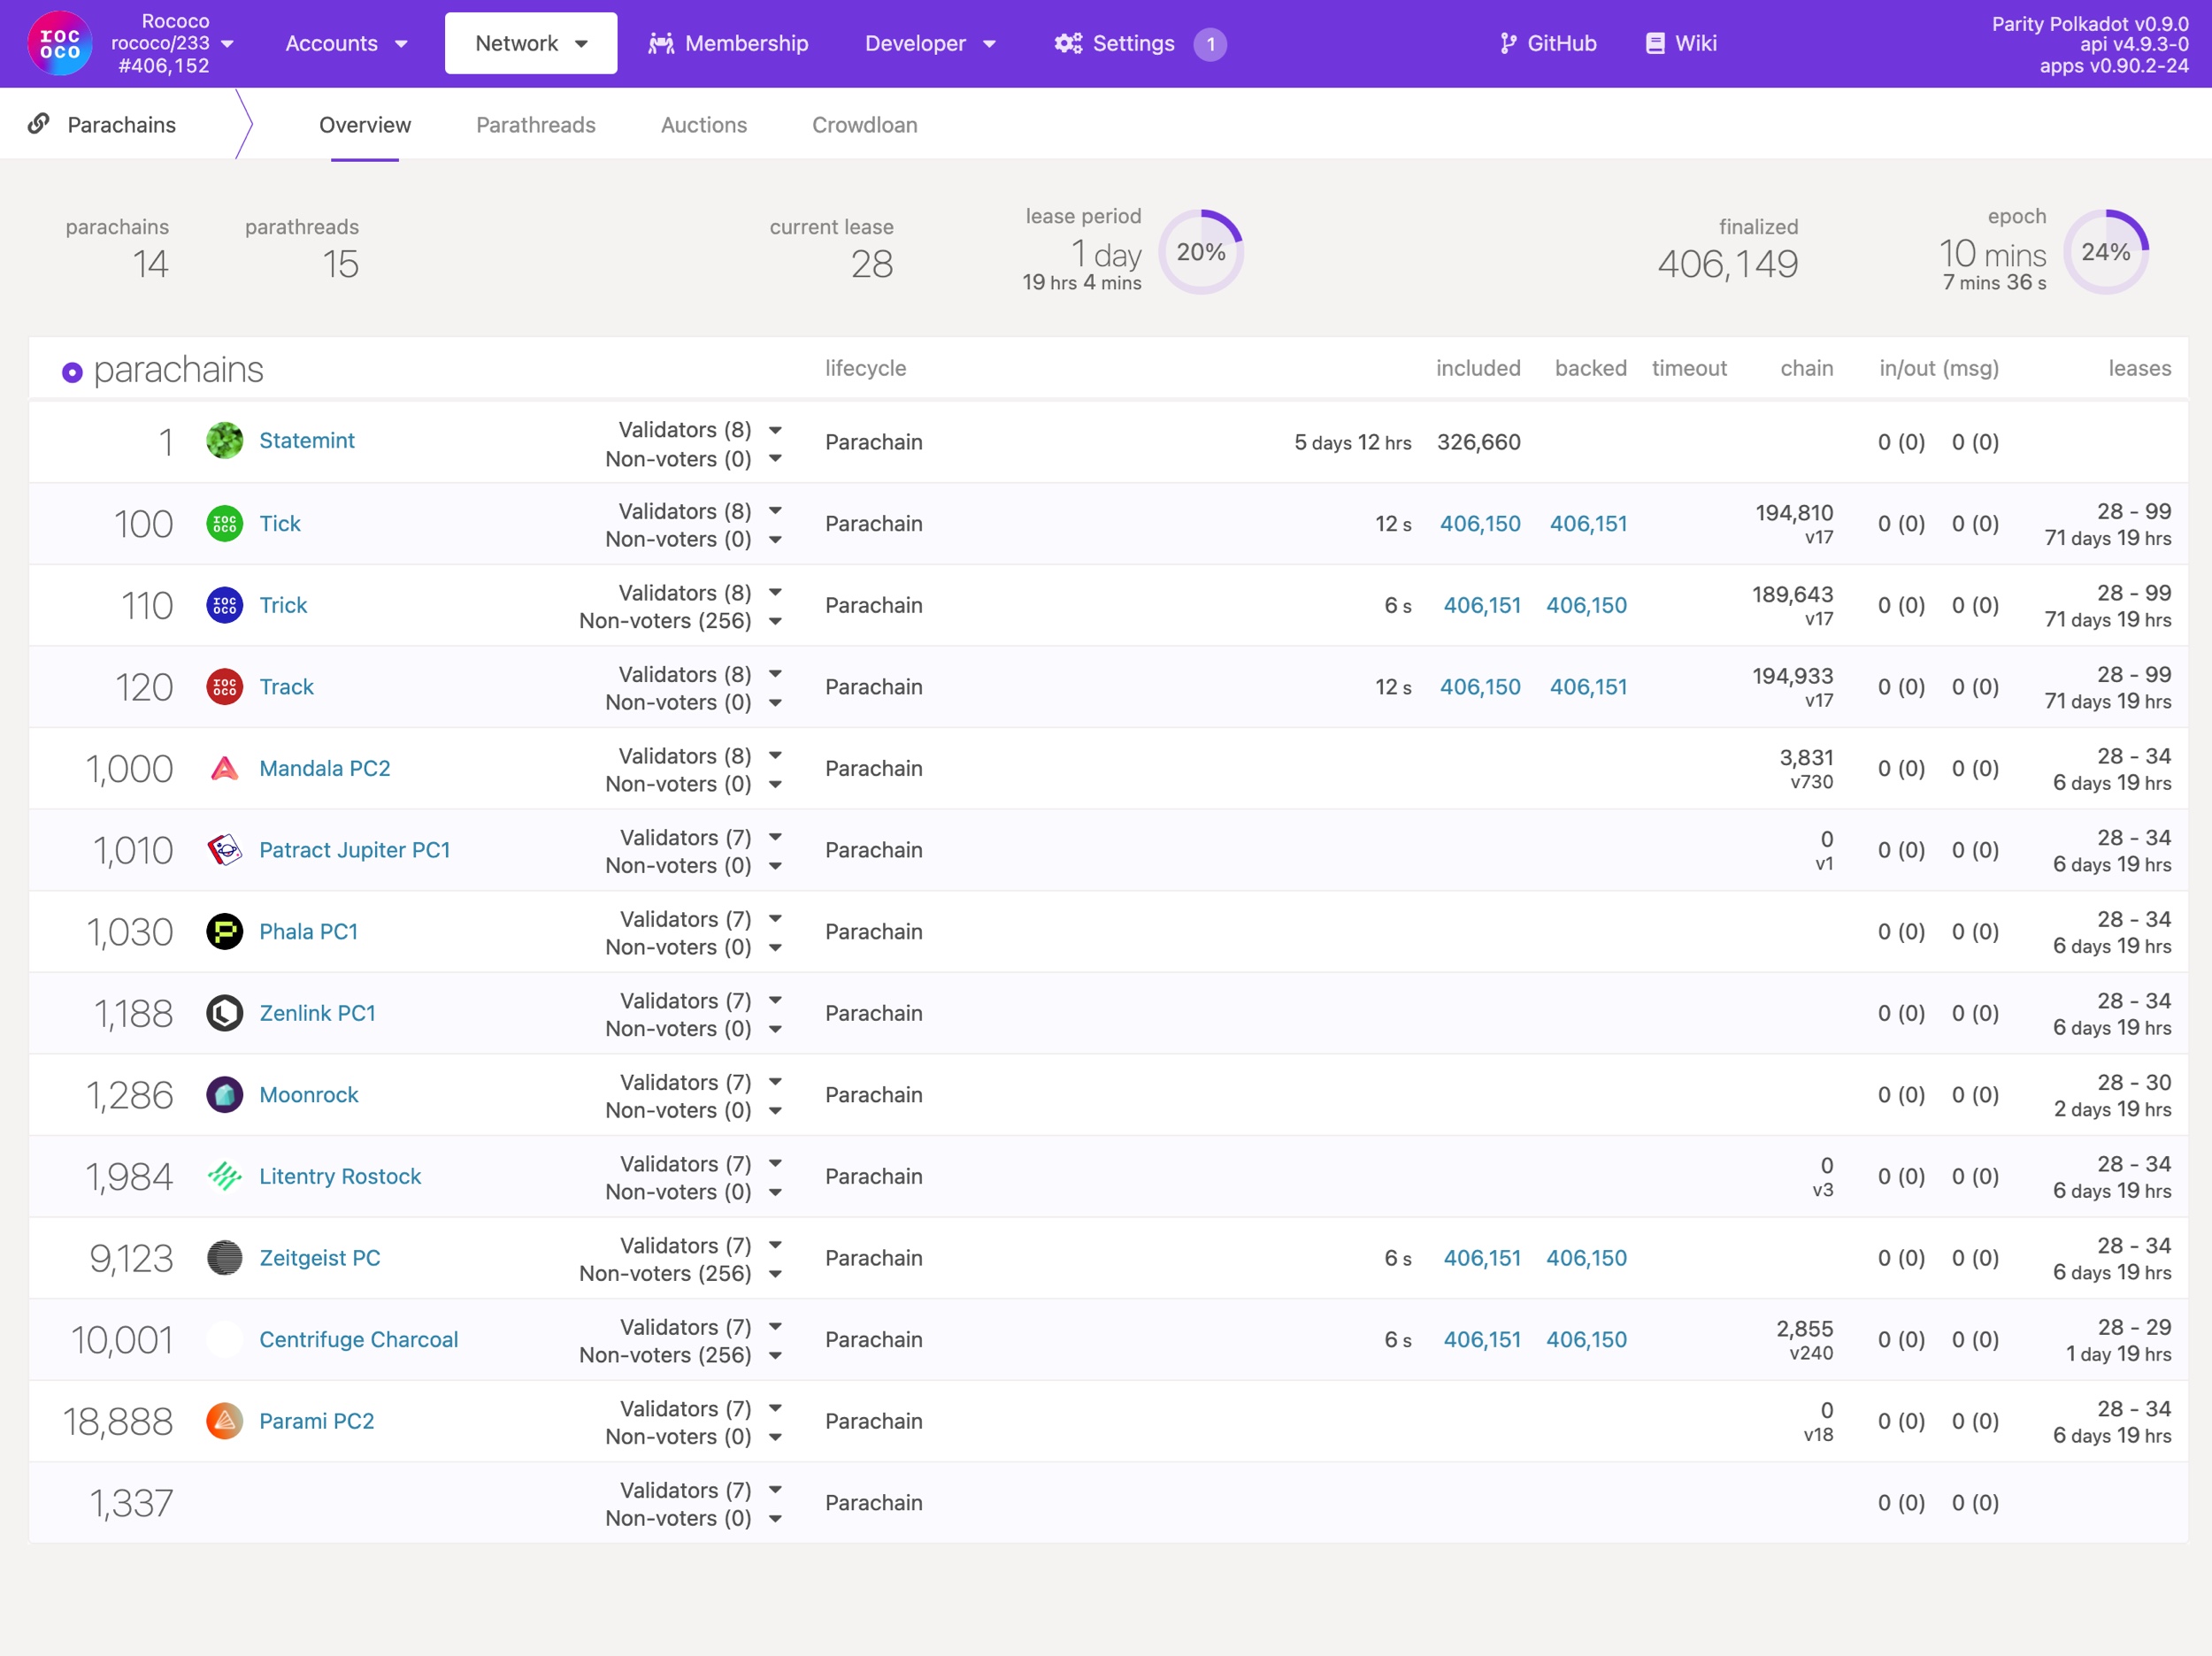 roc
oco
Rococo
rococo/233
#406,152
Accounts
Network
Membership
Developer
Settings 1
GitHub
Wiki
Parity Polkadot v0.9.0
api v4.9.3-0
apps v0.90.2-24
Parachains
Overview
Parathreads
Auctions
Crowdloan
parachains
14
parathreads
15
current lease
28
lease period
1 day
19 hrs 4 mins
20%
finalized
406,149
epoch
10 mins
7 mins 36 s
24%
parachains lifecycle included backed timeout chain in/out (msg) leases
1 Statemint Validators (8) Non-voters (0) Parachain 5 days 12 hrs 326,660 0 (0) 0 (0)
100 roc oco Tick Validators (8) Non-voters (0) Parachain 12 s 406,150 406,151 194,810 v17 0 (0) 0 (0) 28 - 99 71 days 19 hrs
110 roc oco Trick Validators (8) Non-voters (256) Parachain 6 s 406,151 406,150 189,643 v17 0 (0) 0 (0) 28 - 99 71 days 19 hrs
120 roc oco Track Validators (8) Non-voters (0) Parachain 12 s 406,150 406,151 194,933 v17 0 (0) 0 (0) 28 - 99 71 days 19 hrs
1,000 Mandala PC2 Validators (8) Non-voters (0) Parachain 3,831 v730 0 (0) 0 (0) 28 - 34 6 days 19 hrs
1,010 Patract Jupiter PC1 Validators (7) Non-voters (0) Parachain 0 v1 0 (0) 0 (0) 28 - 34 6 days 19 hrs
1,030 Phala PC1 Validators (7) Non-voters (0) Parachain 0 (0) 0 (0) 28 - 34 6 days 19 hrs
1,188 Zenlink PC1 Validators (7) Non-voters (0) Parachain 0 (0) 0 (0) 28 - 34 6 days 19 hrs
1,286 Moonrock Validators (7) Non-voters (0) Parachain 0 (0) 0 (0) 28 - 30 2 days 19 hrs
1,984 Litentry Rostock Validators (7) Non-voters (0) Parachain 0 v3 0 (0) 0 (0) 28 - 34 6 days 19 hrs
9,123 Zeitgeist PC Validators (7) Non-voters (256) Parachain 6 s 406,151 406,150 0 (0) 0 (0) 28 - 34 6 days 19 hrs
10,001 Centrifuge Charcoal Validators (7) Non-voters (256) Parachain 6 s 406,151 406,150 2,855 v240 0 (0) 0 (0) 28 - 29 1 day 19 hrs
18,888 Parami PC2 Validators (7) Non-voters (0) Parachain 0 v18 0 (0) 0 (0) 28 - 34 6 days 19 hrs
1,337 Validators (7) Non-voters (0) Parachain 0 (0) 0 (0)